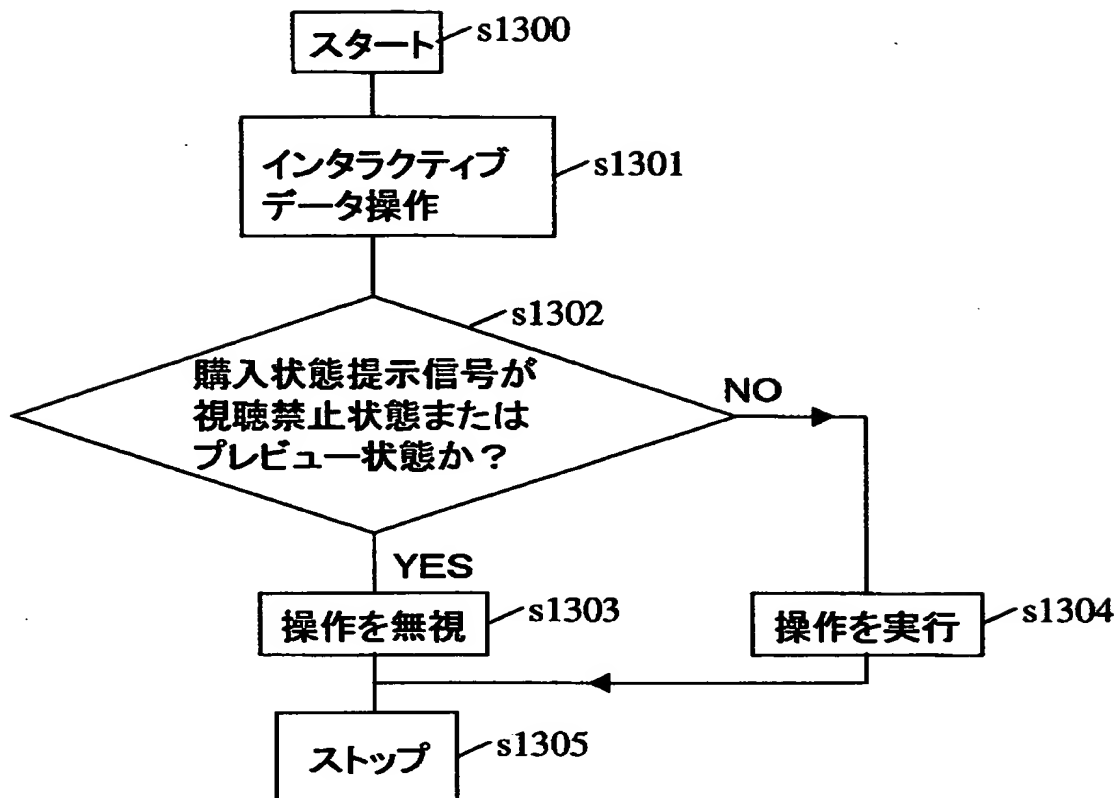 スタート
s1300
インタラクティブ
データ操作
s1301
s1302
購入状態提示信号が
視聴禁止状態または
プレビュー状態か？
NO
YES
操作を無視
s1303
操作を実行
s1304
ストップ
s1305